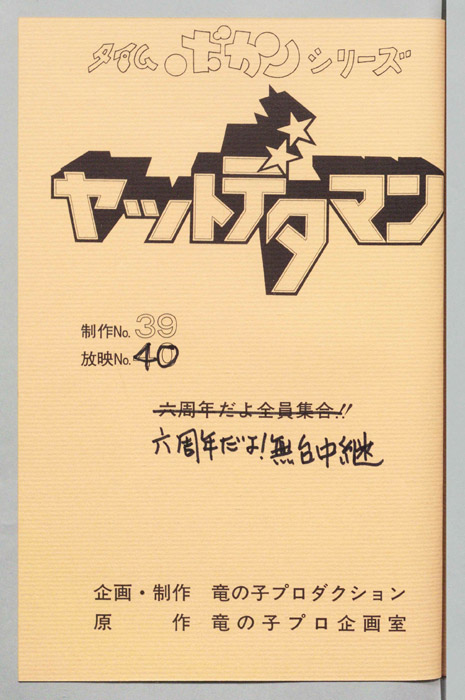 タイムボカンシリーズ
ヤットデタマン
制作No. 39
放映No. 40
六周年だよ全員集合!!
六周年だよ!無台中継
企画・制作 竜の子プロダクション
原 作 竜の子プロ企画室